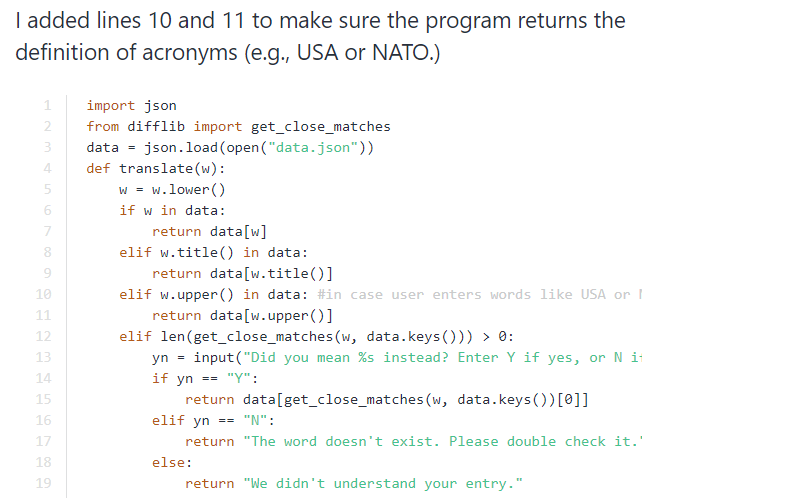 I added lines 10 and 11 to make sure the program returns the
definition of acronyms (e.g., USA or NATO.)
1 import json
2 from difflib import get_close_matches
3 data = json.load(open("data.json"))
4 def translate(w):
5 w = w.lower()
6 if w in data:
7 return data[w]
8 elif w.title() in data:
9 return data[w.title()]
10 elif w.upper() in data: #in case user enters words like USA or
11 return data[w.upper()]
12 elif len(get_close_matches(w, data.keys())) > 0:
13 yn = input("Did you mean %s instead? Enter Y if yes, or N
14 if yn == "Y":
15 return data[get_close_matches(w, data.keys())[0]]
16 elif yn == "N":
17 return "The word doesn't exist. Please double check it.
18 else:
19 return "We didn't understand your entry."